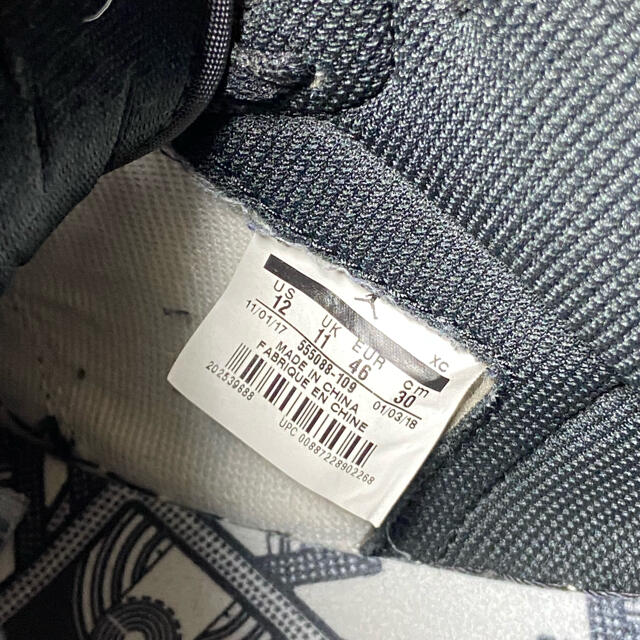 XC
US UK EUR cm
12 11 46 30
11/01/17 555088-109 01/03/18
MADE IN CHINA
FABRIQUE EN CHINE
202539688
UPC 00887228902268